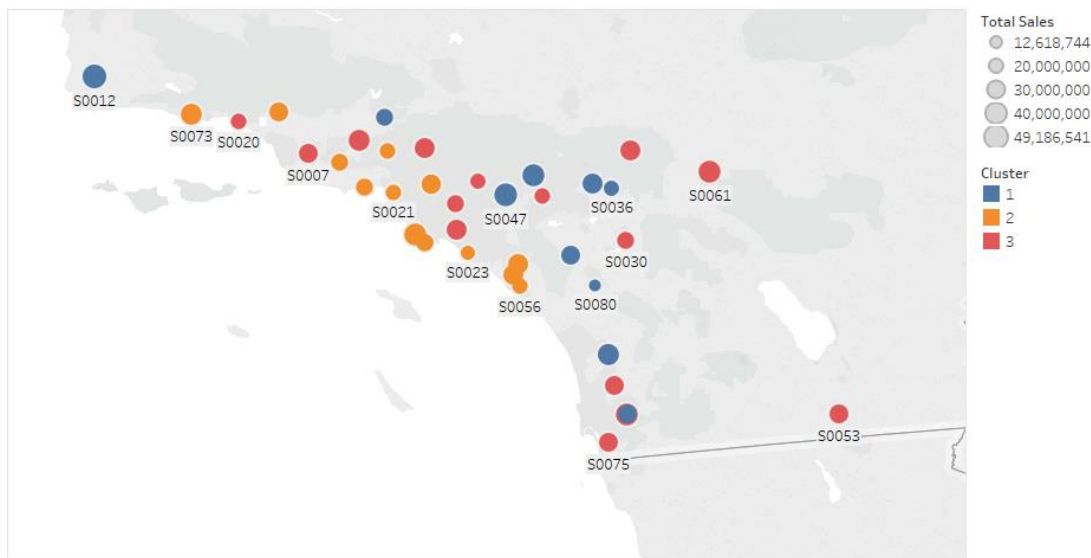 Total Sales
12,618,744
20,000,000
30,000,000
40,000,000
49,186,541
Cluster
1
2
3
S0012
S0073
S0020
S0007
S0021
S0047
S0036
S0061
S0023
S0030
S0056
S0080
S0053
S0075